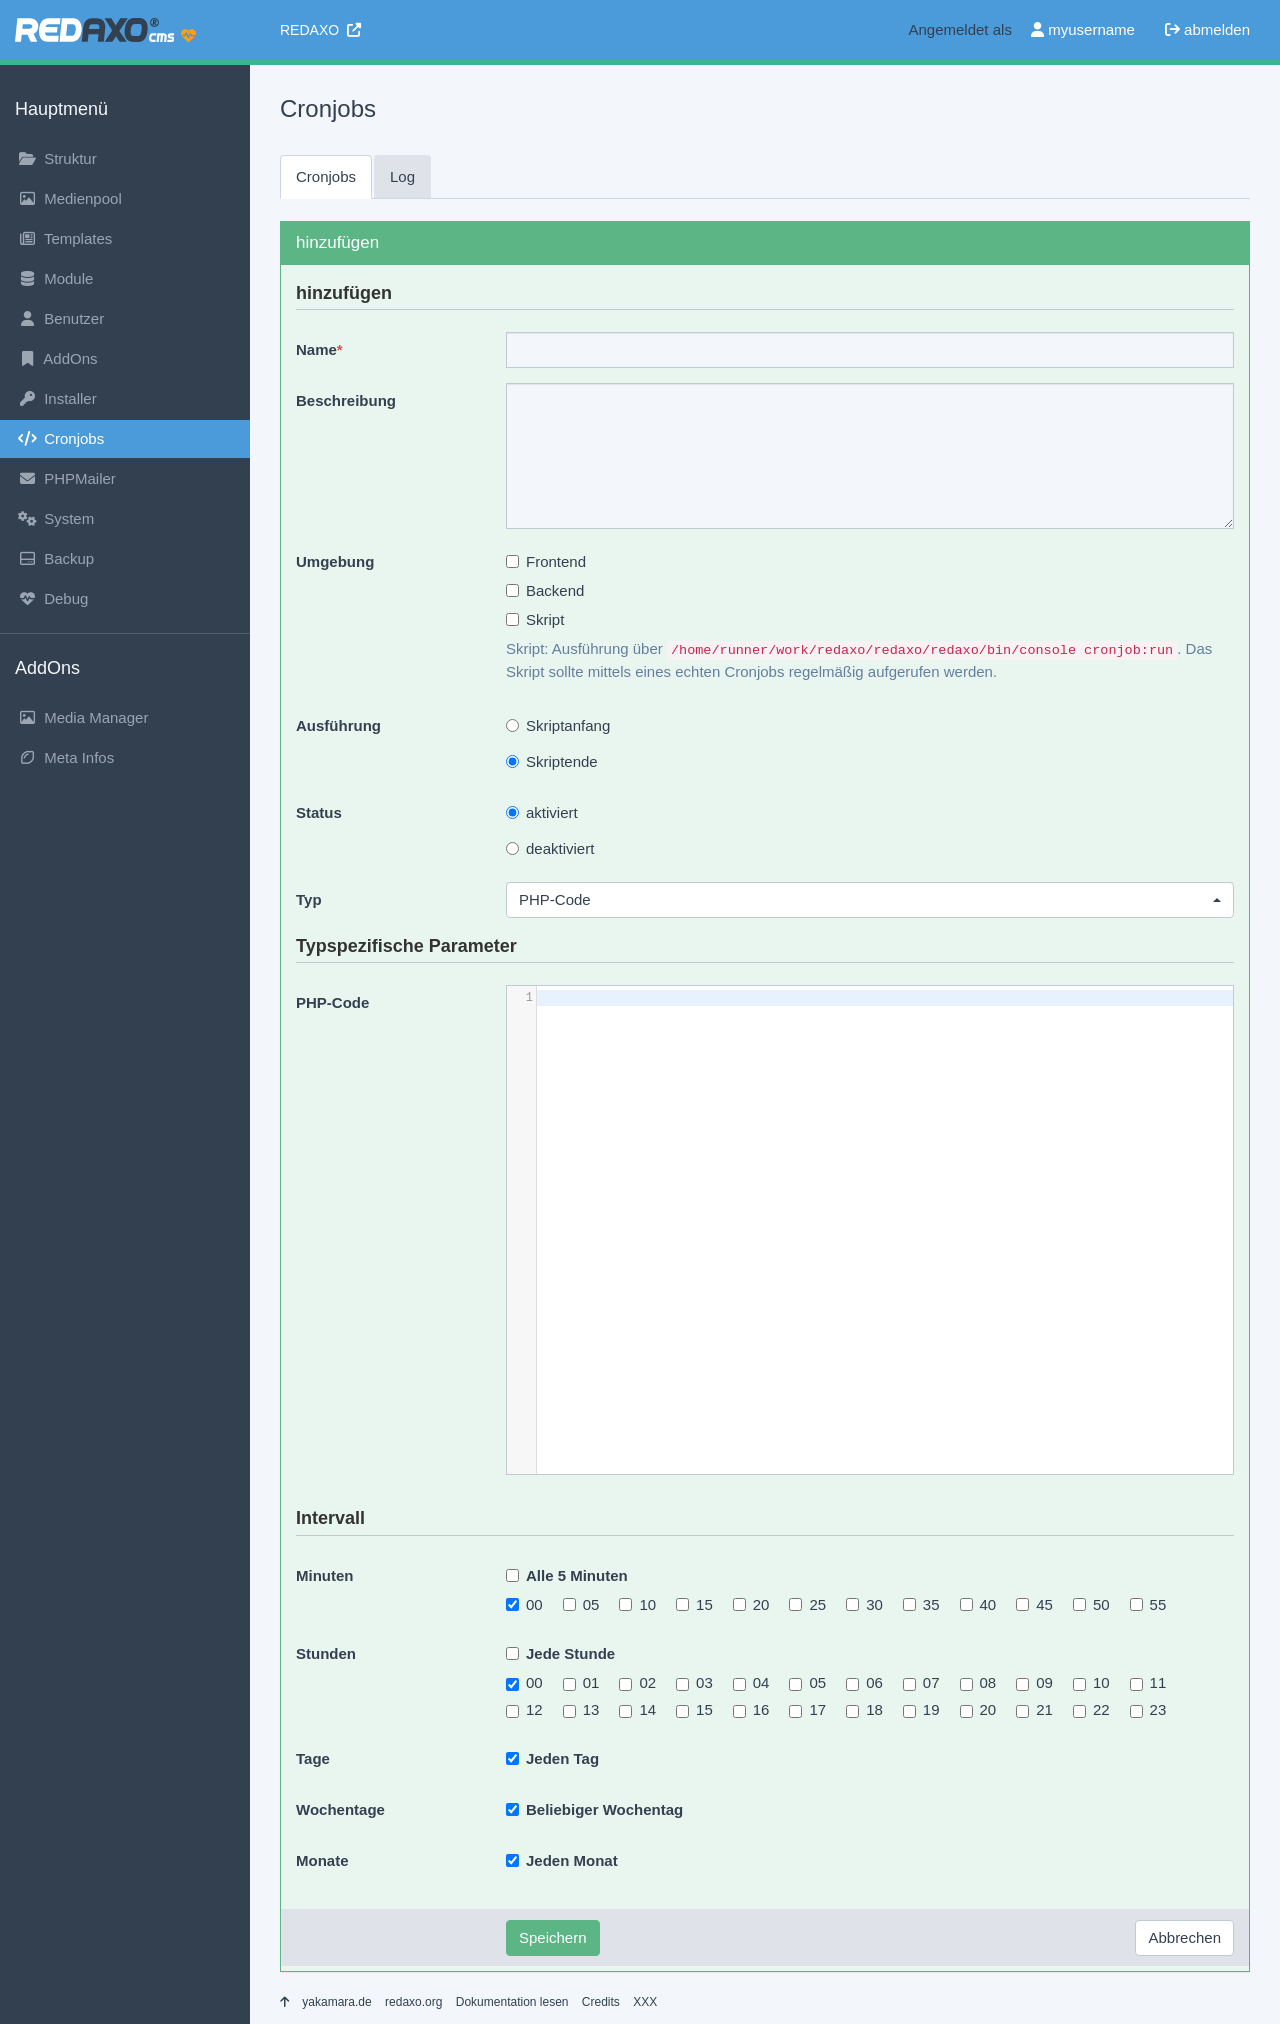 REDAXO® cms
REDAXO
Angemeldet als myusername abmelden
Hauptmenü
Struktur
Medienpool
Templates
Module
Benutzer
AddOns
Installer
Cronjobs
PHPMailer
System
Backup
Debug
AddOns
Media Manager
Meta Infos
Cronjobs
Cronjobs Log
hinzufügen
hinzufügen
Name*
Beschreibung
Umgebung
Frontend
Backend
Skript
Skript: Ausführung über /home/runner/work/redaxo/redaxo/redaxo/bin/console cronjob:run. Das
Skript sollte mittels eines echten Cronjobs regelmäßig aufgerufen werden.
Ausführung
Skriptanfang
Skriptende
Status
aktiviert
deaktiviert
Typ
PHP-Code
Typspezifische Parameter
PHP-Code
1
Intervall
Minuten
Alle 5 Minuten
00 05 10 15 20 25 30 35 40 45 50 55
Stunden
Jede Stunde
00 01 02 03 04 05 06 07 08 09 10 11
12 13 14 15 16 17 18 19 20 21 22 23
Tage
Jeden Tag
Wochentage
Beliebiger Wochentag
Monate
Jeden Monat
Speichern
Abbrechen
yakamara.de redaxo.org Dokumentation lesen Credits XXX